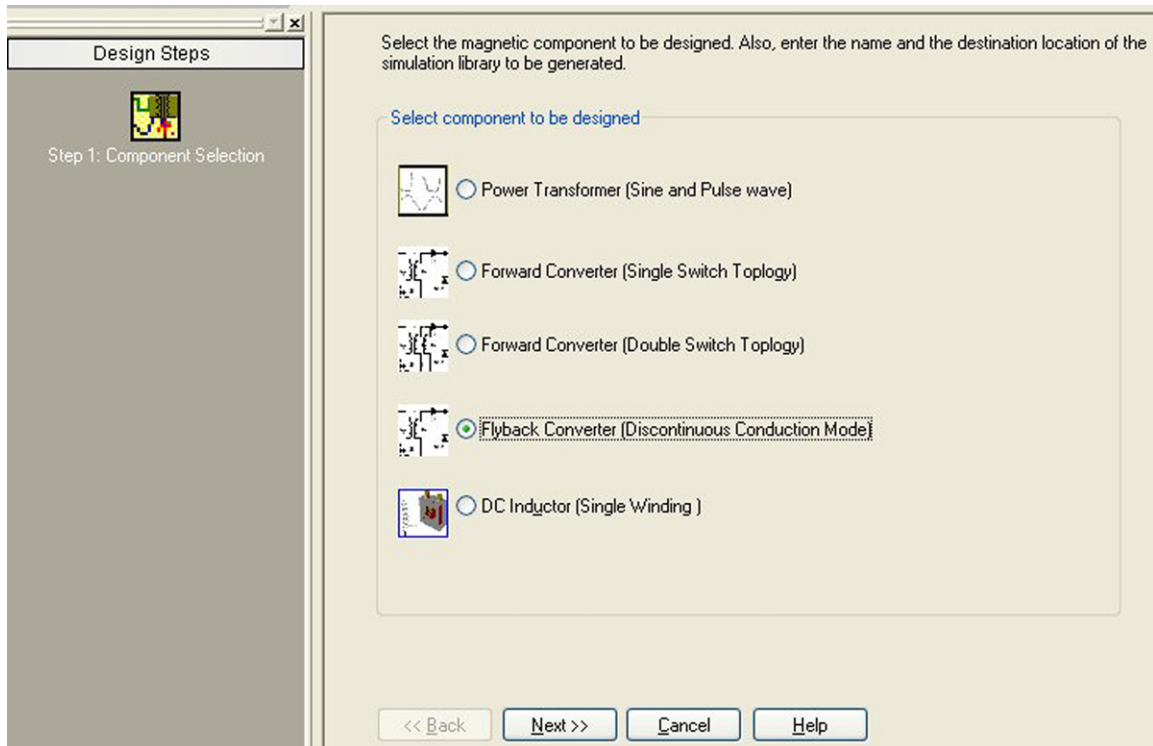 Design Steps
Step 1: Component Selection
Select the magnetic component to be designed. Also, enter the name and the destination location of the
simulation library to be generated.
Select component to be designed
Power Transformer (Sine and Pulse wave)
Forward Converter (Single Switch Toplogy)
Forward Converter (Double Switch Toplogy)
Flyback Converter (Discontinuous Conduction Mode)
DC Inductor (Single Winding )
<< Back
Next >>
Cancel
Help